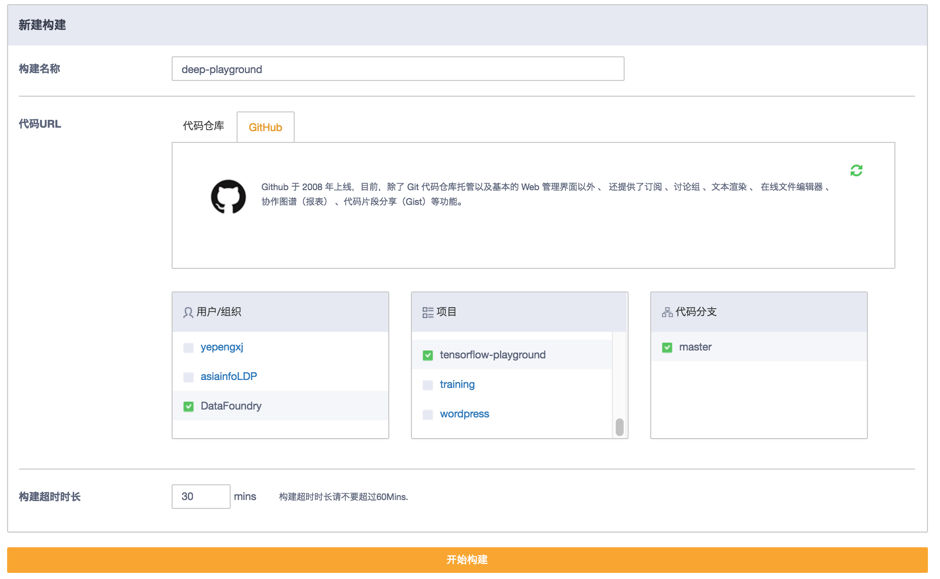 新建构建
构建名称
deep-playground
代码URL
代码仓库 GitHub
Github 于 2008 年上线，目前，除了 Git 代码仓库托管以及基本的 Web 管理界面以外 、 还提供了订阅 、讨论组 、文本渲染 、 在线文件编辑器 、
协作图谱（报表） 、代码片段分享（Gist）等功能。
用户/组织
yepengxj
asiainfoLDP
DataFoundry
项目
tensorflow-playground
training
wordpress
代码分支
master
构建超时时长
30 mins 构建超时时长请不要超过60Mins.
开始构建